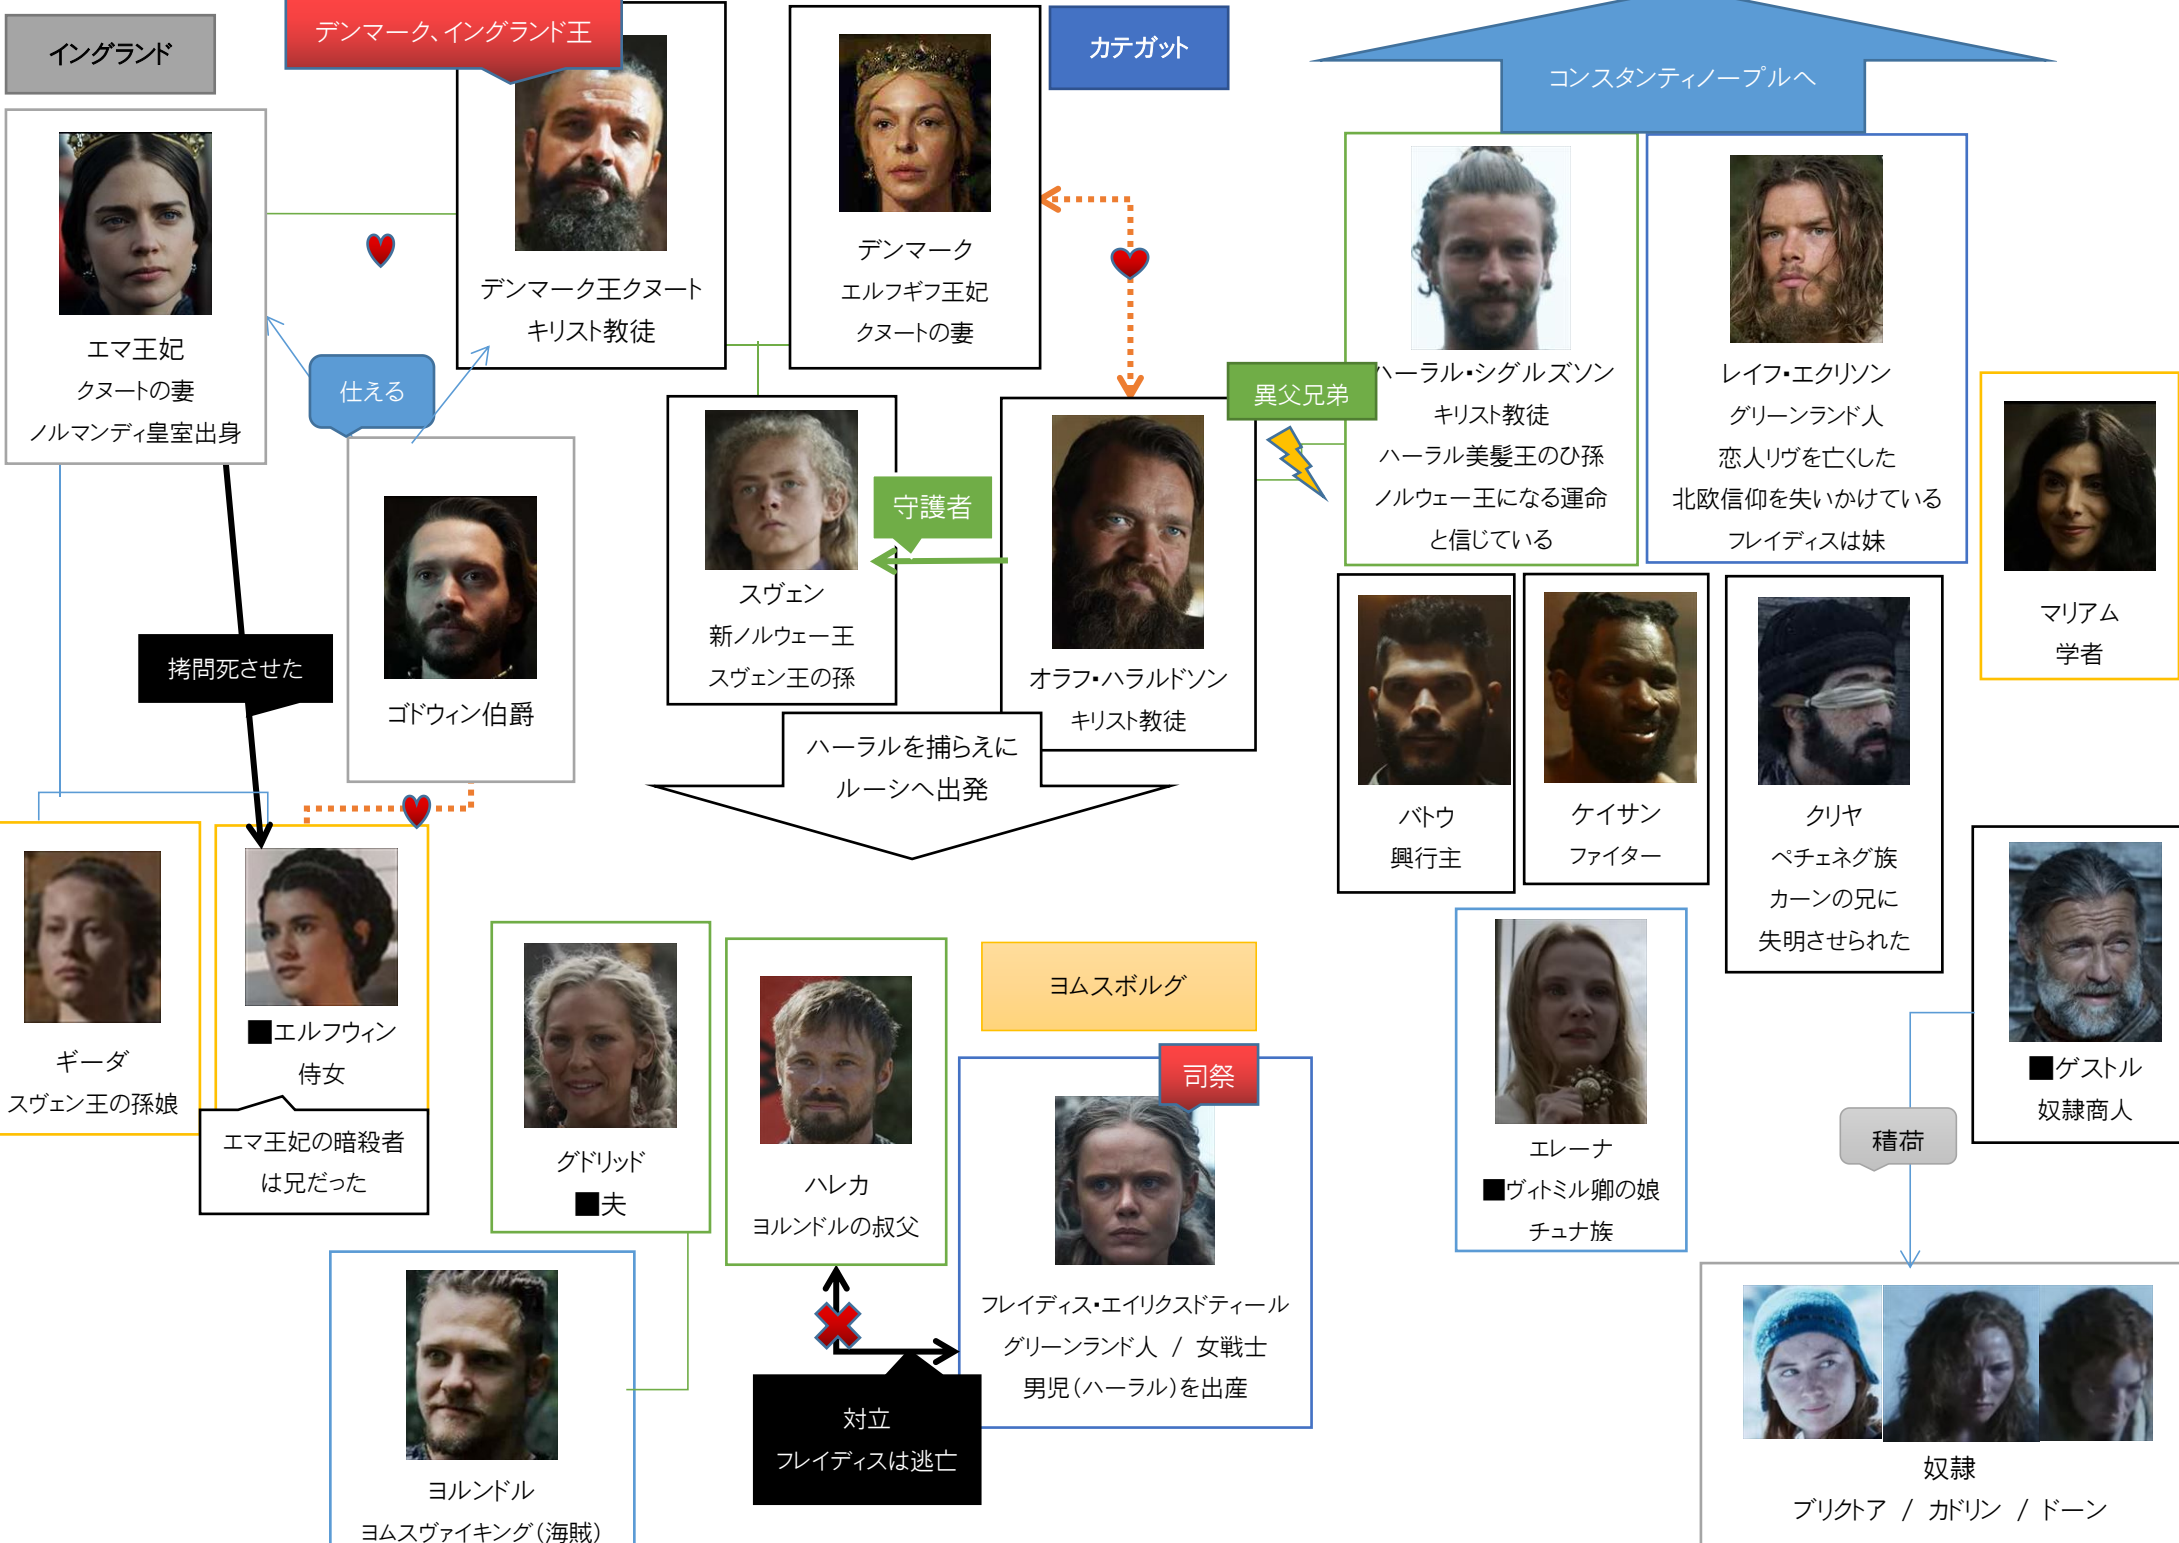 イングランド
デンマーク、イングランド王
カテガット
コンスタンティノープルへ
エマ王妃
クヌートの妻
ノルマンディ皇室出身
デンマーク王クヌート
キリスト教徒
デンマーク
エルフギフ王妃
クヌートの妻
仕える
異父兄弟
ハーラル・シグルズソン
キリスト教徒
ハーラル美髪王のひ孫
ノルウェー王になる運命
と信じている
レイフ・エクリソン
グリーンランド人
恋人リヴを亡くした
北欧信仰を失いかけている
フレイディスは妹
マリアム
学者
守護者
スヴェン
新ノルウェー王
スヴェン王の孫
オラフ・ハラルドソン
キリスト教徒
拷問死させた
ゴドウィン伯爵
ハーラルを捕らえに
ルーシへ出発
バトウ
興行主
ケイサン
ファイター
クリヤ
ペチェネグ族
カーンの兄に
失明させられた
ギーダ
スヴェン王の孫娘
■エルフウィン
侍女
エマ王妃の暗殺者
は兄だった
グドリッド
■夫
ハレカ
ヨルンドルの叔父
ヨムスボルグ
司祭
フレイディス・エイリクスドティール
グリーンランド人 / 女戦士
男児(ハーラル)を出産
エレーナ
■ヴィトミル卿の娘
チュナ族
■ゲストル
奴隷商人
積荷
対立
フレイディスは逃亡
ヨルンドル
ヨムスヴァイキング(海賊)
奴隷
ブリクトア / カドリン / ドーン